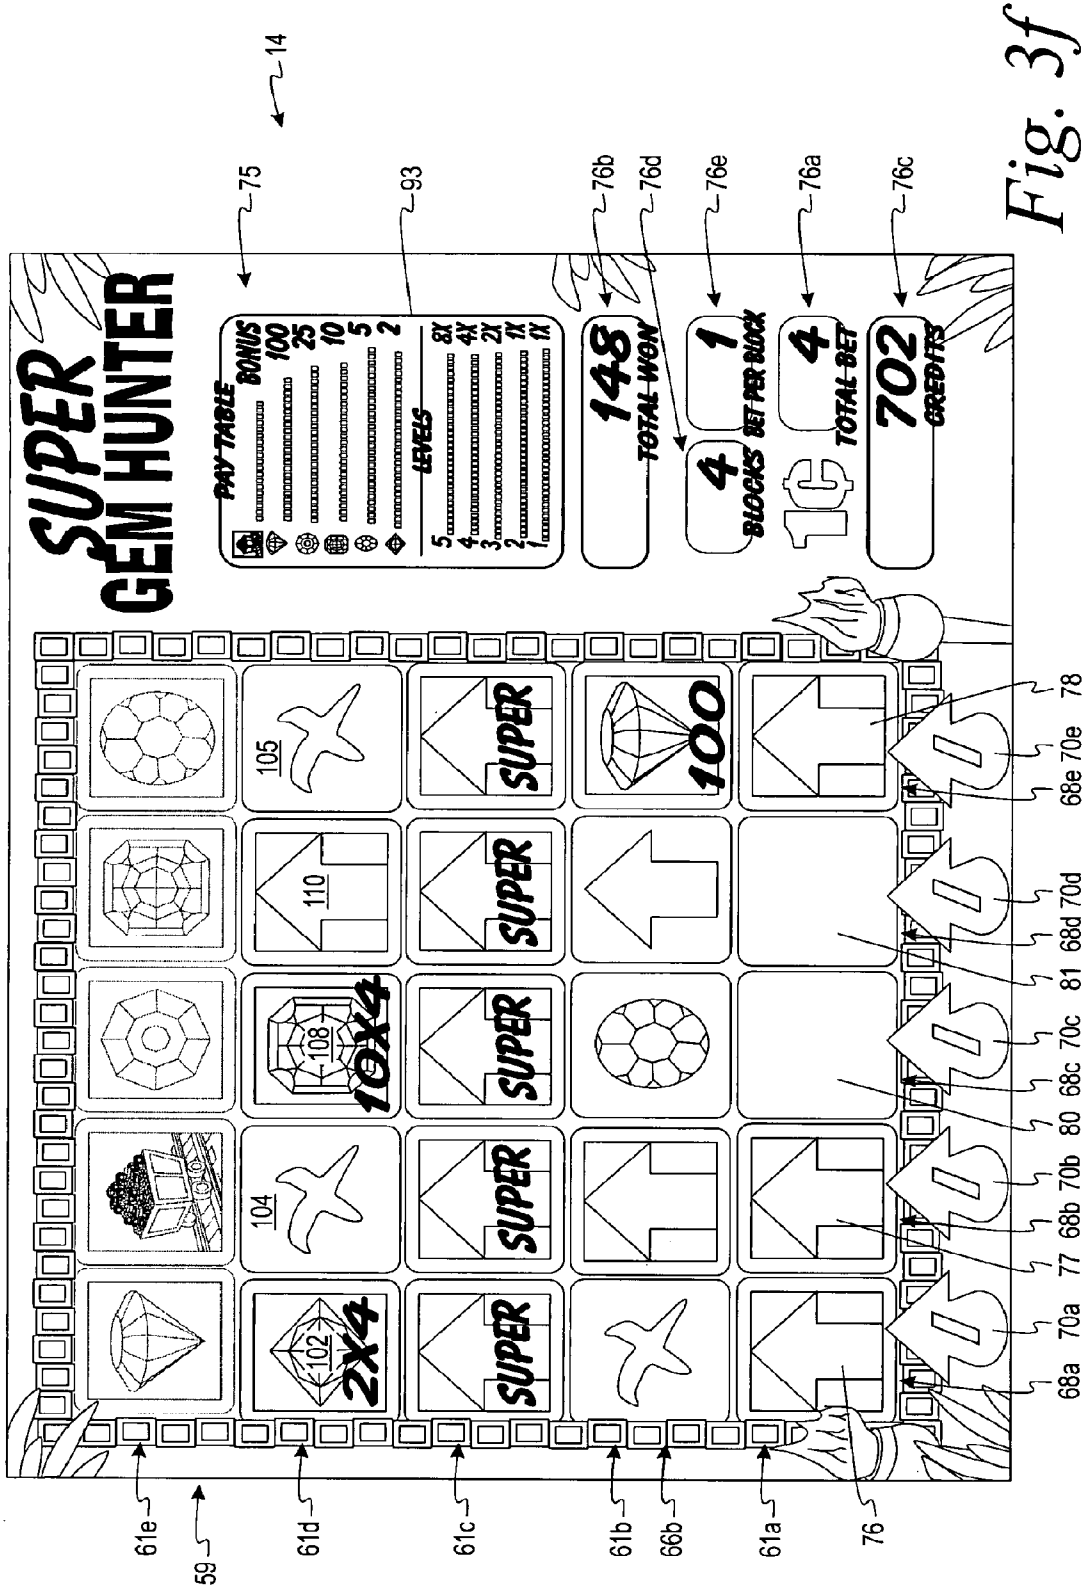 SUPER
GEM HUNTER
14
75
93
PAY TABLE
BONUS
100
25
10
5
2
LEVELS
5 8X
4 4X
3 2X
2 1X
1 1X
148
TOTAL WON
76b
76d
4
BLOCKS
1
BET PER BLOCK
76e
1¢
4
TOTAL BET
76a
702
CREDITS
76c
61e
59
61d
102
2X4
104
108
10X4
110
105
61c
SUPER
SUPER
SUPER
SUPER
SUPER
61b
100
66b
61a
76
68a
70a
77
68b
70b
80
68c
70c
81
68d
70d
68e
70e
78
Fig. 3f